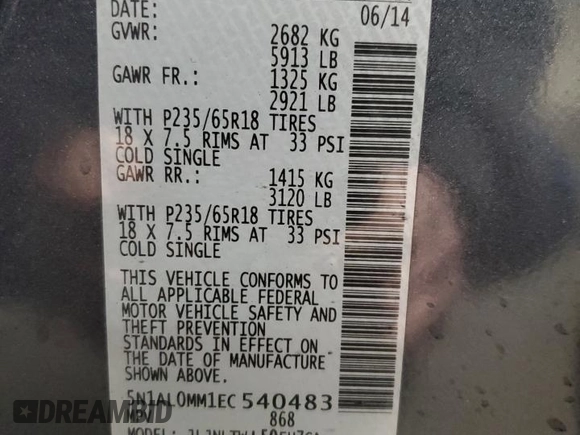 DATE: 06/14
GVWR: 2682 KG
5913 LB
GAWR FR.: 1325 KG
2921 LB
WITH P235/65R18 TIRES
18 X 7.5 RIMS AT 33 PSI
COLD SINGLE
GAWR RR.: 1415 KG
3120 LB
WITH P235/65R18 TIRES
18 X 7.5 RIMS AT 33 PSI
COLD SINGLE
THIS VEHICLE CONFORMS TO
ALL APPLICABLE FEDERAL
MOTOR VEHICLE SAFETY AND
THEFT PREVENTION
STANDARDS IN EFFECT ON
THE DATE OF MANUFACTURE
SHOWN ABOVE.
5N1AL0MM1EC540483
868
MODEL:
DREAMBID
.COM